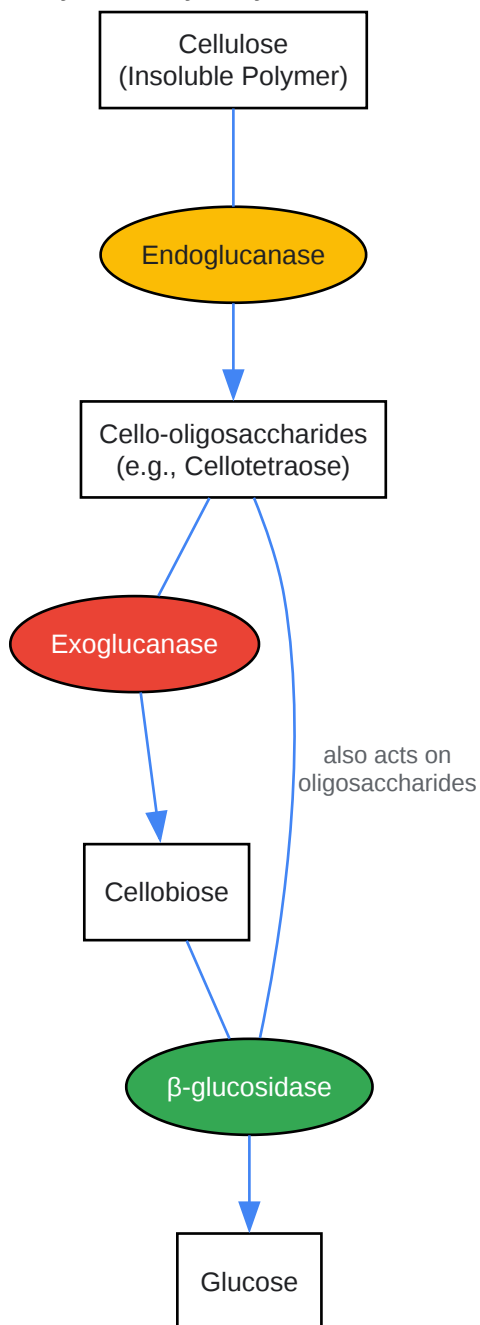 Cellulose
(Insoluble Polymer)
Endoglucanase
Cello-oligosaccharides
(e.g., Cellotetraose)
Exoglucanase
also acts on
oligosaccharides
Cellobiose
β-glucosidase
Glucose